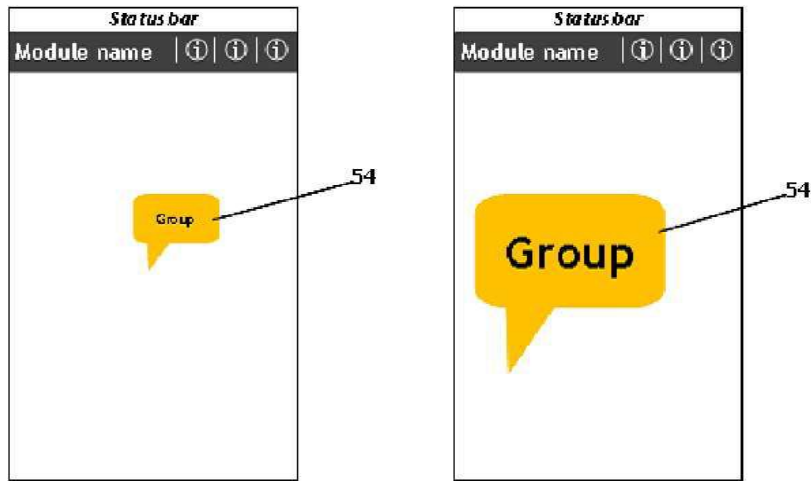 Status bar
Module name | ⓘ | ⓘ | ⓘ
54
Group
Status bar
Module name | ⓘ | ⓘ | ⓘ
54
Group